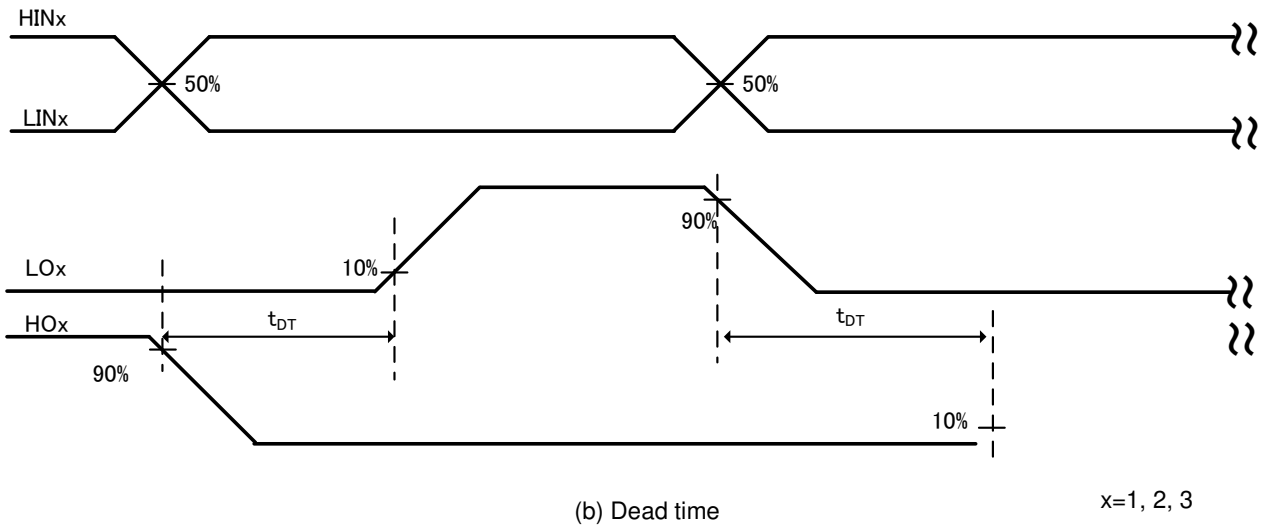 HINx
50%
50%
LINx
90%
10%
LOx
HOx
tDT
tDT
90%
10%
(b) Dead time
x=1, 2, 3